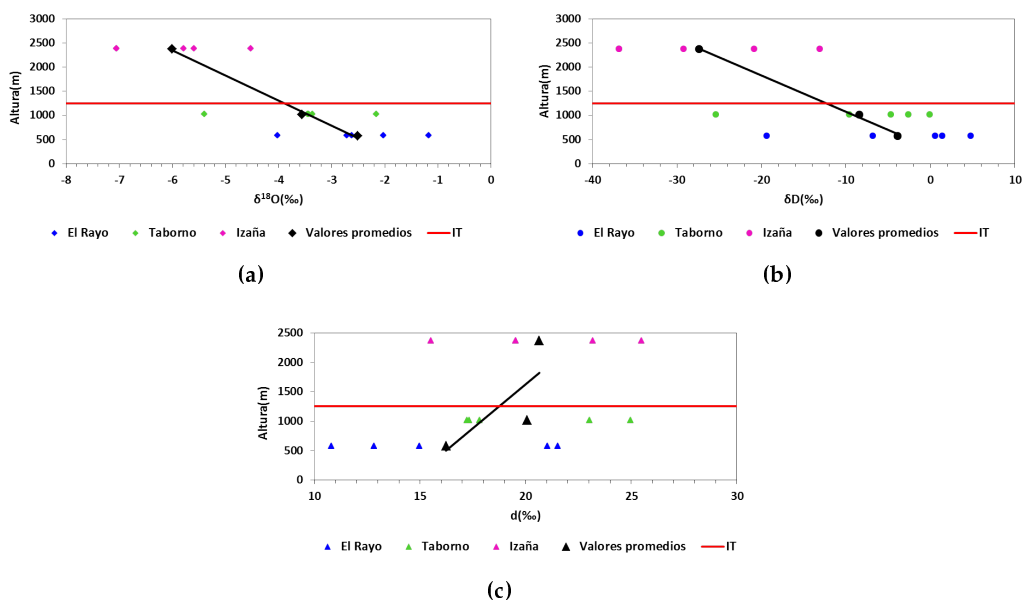 3000
2500
2000
1500
1000
500
0
Altura(m)
-8 -7 -6 -5 -4 -3 -2 -1 0
δ¹⁸O(‰)
El Rayo Taborno Izaña Valores promedios IT
(a)
3000
2500
2000
1500
1000
500
0
Altura(m)
-40 -30 -20 -10 0 10
δD(‰)
El Rayo Taborno Izaña Valores promedios IT
(b)
2500
2000
1500
1000
500
0
Altura(m)
10 15 20 25 30
d(‰)
El Rayo Taborno Izaña Valores promedios IT
(c)